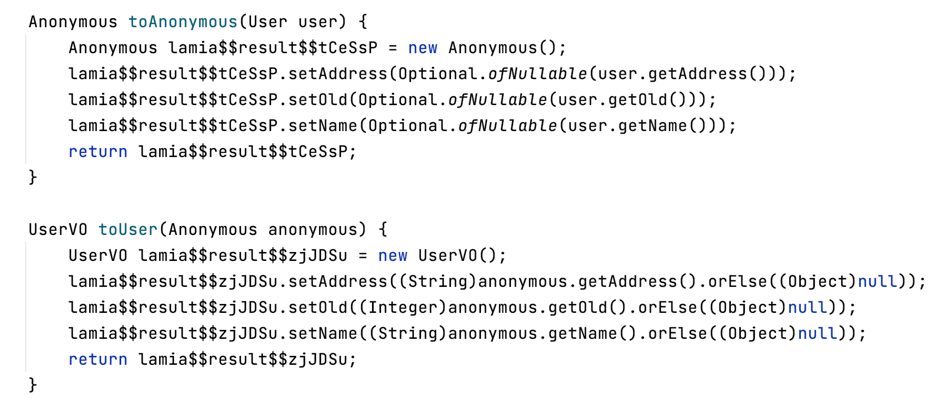 Anonymous toAnonymous(User user) {
    Anonymous lamia$$result$$tCeSsP = new Anonymous();
    lamia$$result$$tCeSsP.setAddress(Optional.ofNullable(user.getAddress()));
    lamia$$result$$tCeSsP.setOld(Optional.ofNullable(user.getOld()));
    lamia$$result$$tCeSsP.setName(Optional.ofNullable(user.getName()));
    return lamia$$result$$tCeSsP;
}

UserVO toUser(Anonymous anonymous) {
    UserVO lamia$$result$$zjJDSu = new UserVO();
    lamia$$result$$zjJDSu.setAddress((String)anonymous.getAddress().orElse((Object)null));
    lamia$$result$$zjJDSu.setOld((Integer)anonymous.getOld().orElse((Object)null));
    lamia$$result$$zjJDSu.setName((String)anonymous.getName().orElse((Object)null));
    return lamia$$result$$zjJDSu;
}